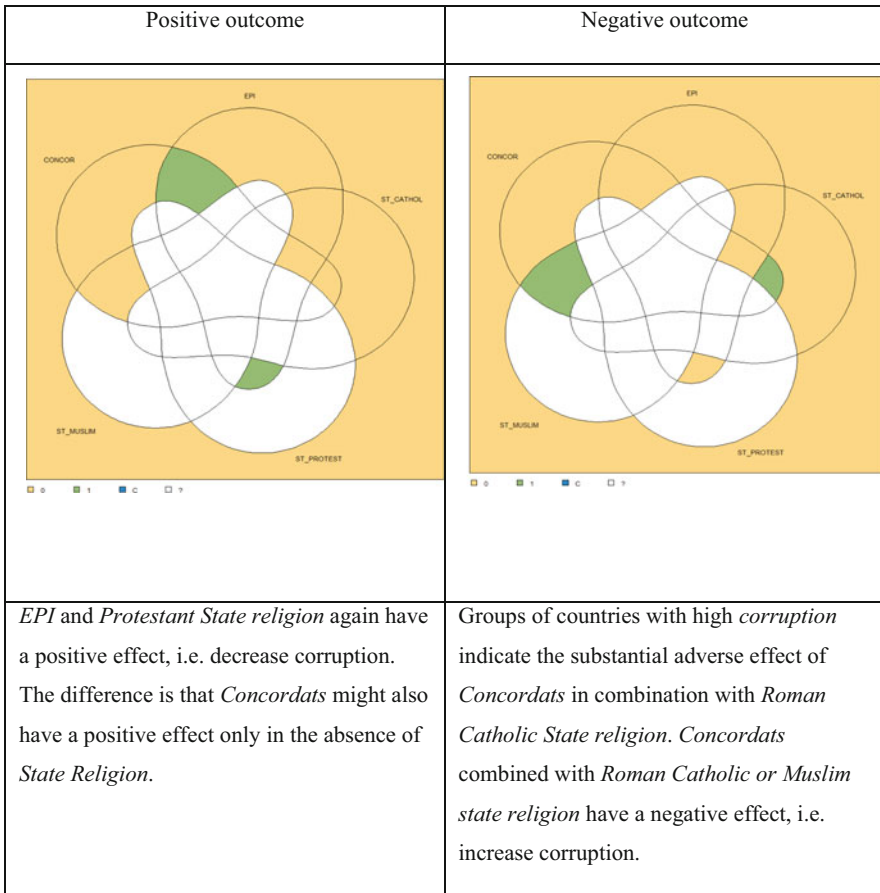 Positive outcome
Negative outcome
EPI
CONCOR
ST_CATHOL
ST_MUSLIM
ST_PROTEST
0 1 C ?
EPI
CONCOR
ST_CATHOL
ST_MUSLIM
ST_PROTEST
0 1 C ?
EPI and Protestant State religion again have
a positive effect, i.e. decrease corruption.
The difference is that Concordats might also
have a positive effect only in the absence of
State Religion.
Groups of countries with high corruption
indicate the substantial adverse effect of
Concordats in combination with Roman
Catholic State religion. Concordats
combined with Roman Catholic or Muslim
state religion have a negative effect, i.e.
increase corruption.